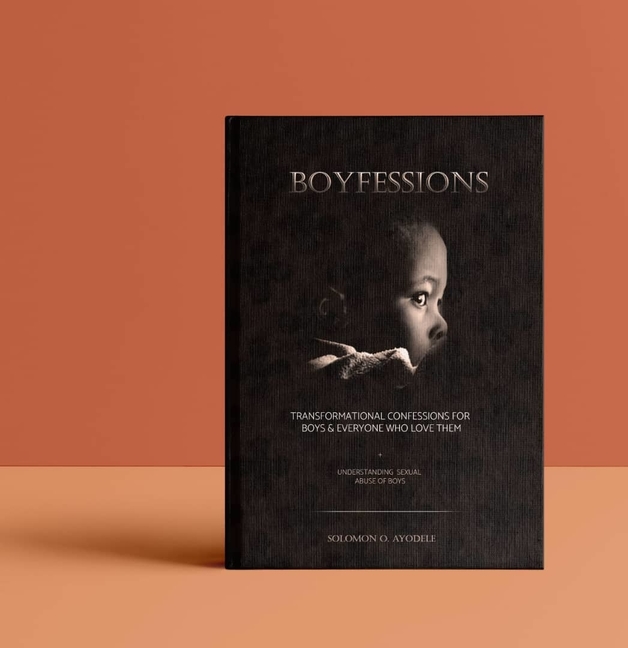 BOYFESSIONS
TRANSFORMATIONAL CONFESSIONS FOR
BOYS & EVERYONE WHO LOVE THEM
UNDERSTANDING SEXUAL
ABUSE OF BOYS
SOLOMON O. AYODELE